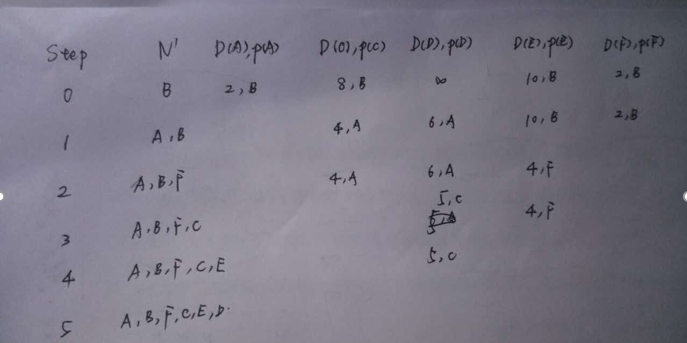 Step N' D(A),p(A) D(C),p(C) D(D),p(D) D(E),p(E) D(F),p(F)
0 B 2,B 8,B ∞ 10,B 2,B
1 A,B 4,A 6,A 10,B 2,B
2 A,B,F 4,A 6,A 4,F
5,C
3 A,B,F,C 4,F
4 A,B,F,C,E 5,C
5 A,B,F,C,E,D